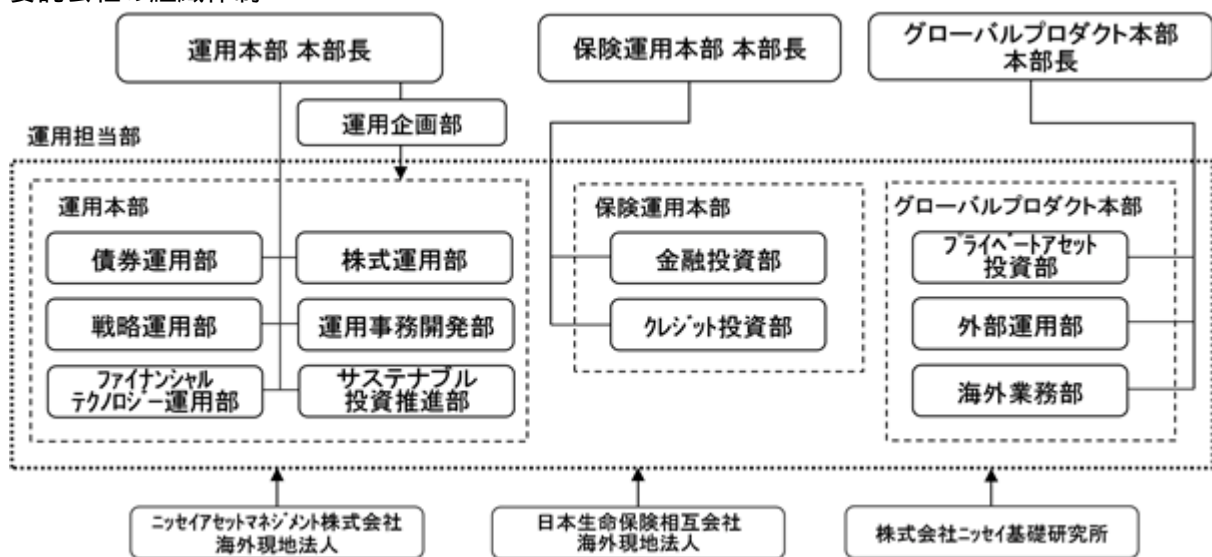 運用本部 本部長
保険運用本部 本部長
グローバルプロダクト本部
本部長
運用企画部
運用担当部
運用本部
債券運用部
株式運用部
戦略運用部
運用事務開発部
ファイナンシャル
テクノロジー運用部
サステナブル
投資推進部
保険運用本部
金融投資部
クレジット投資部
グローバルプロダクト本部
プライベートアセット
投資部
外部運用部
海外業務部
ニッセイアセットマネジメント株式会社
海外現地法人
日本生命保険相互会社
海外現地法人
株式会社ニッセイ基礎研究所